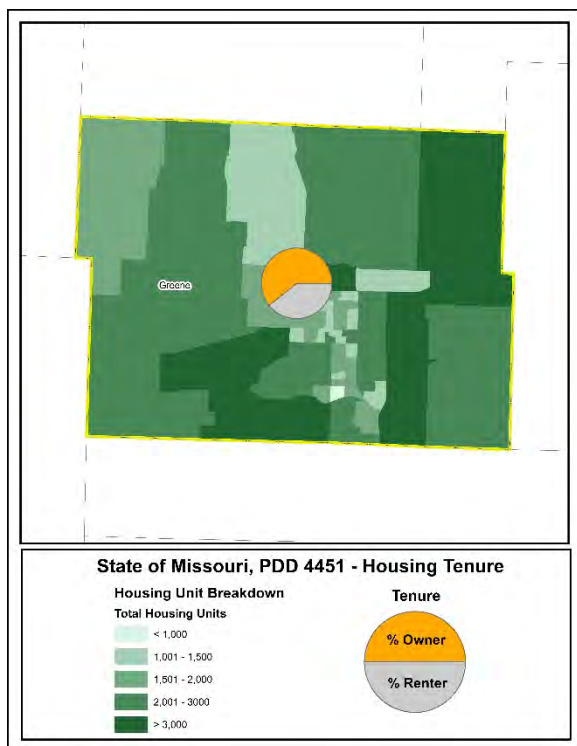 Greene
State of Missouri, PDD 4451 - Housing Tenure
Housing Unit Breakdown
Total Housing Units
< 1,000
1,001 - 1,500
1,501 - 2,000
2,001 - 3000
> 3,000
Tenure
% Owner
% Renter